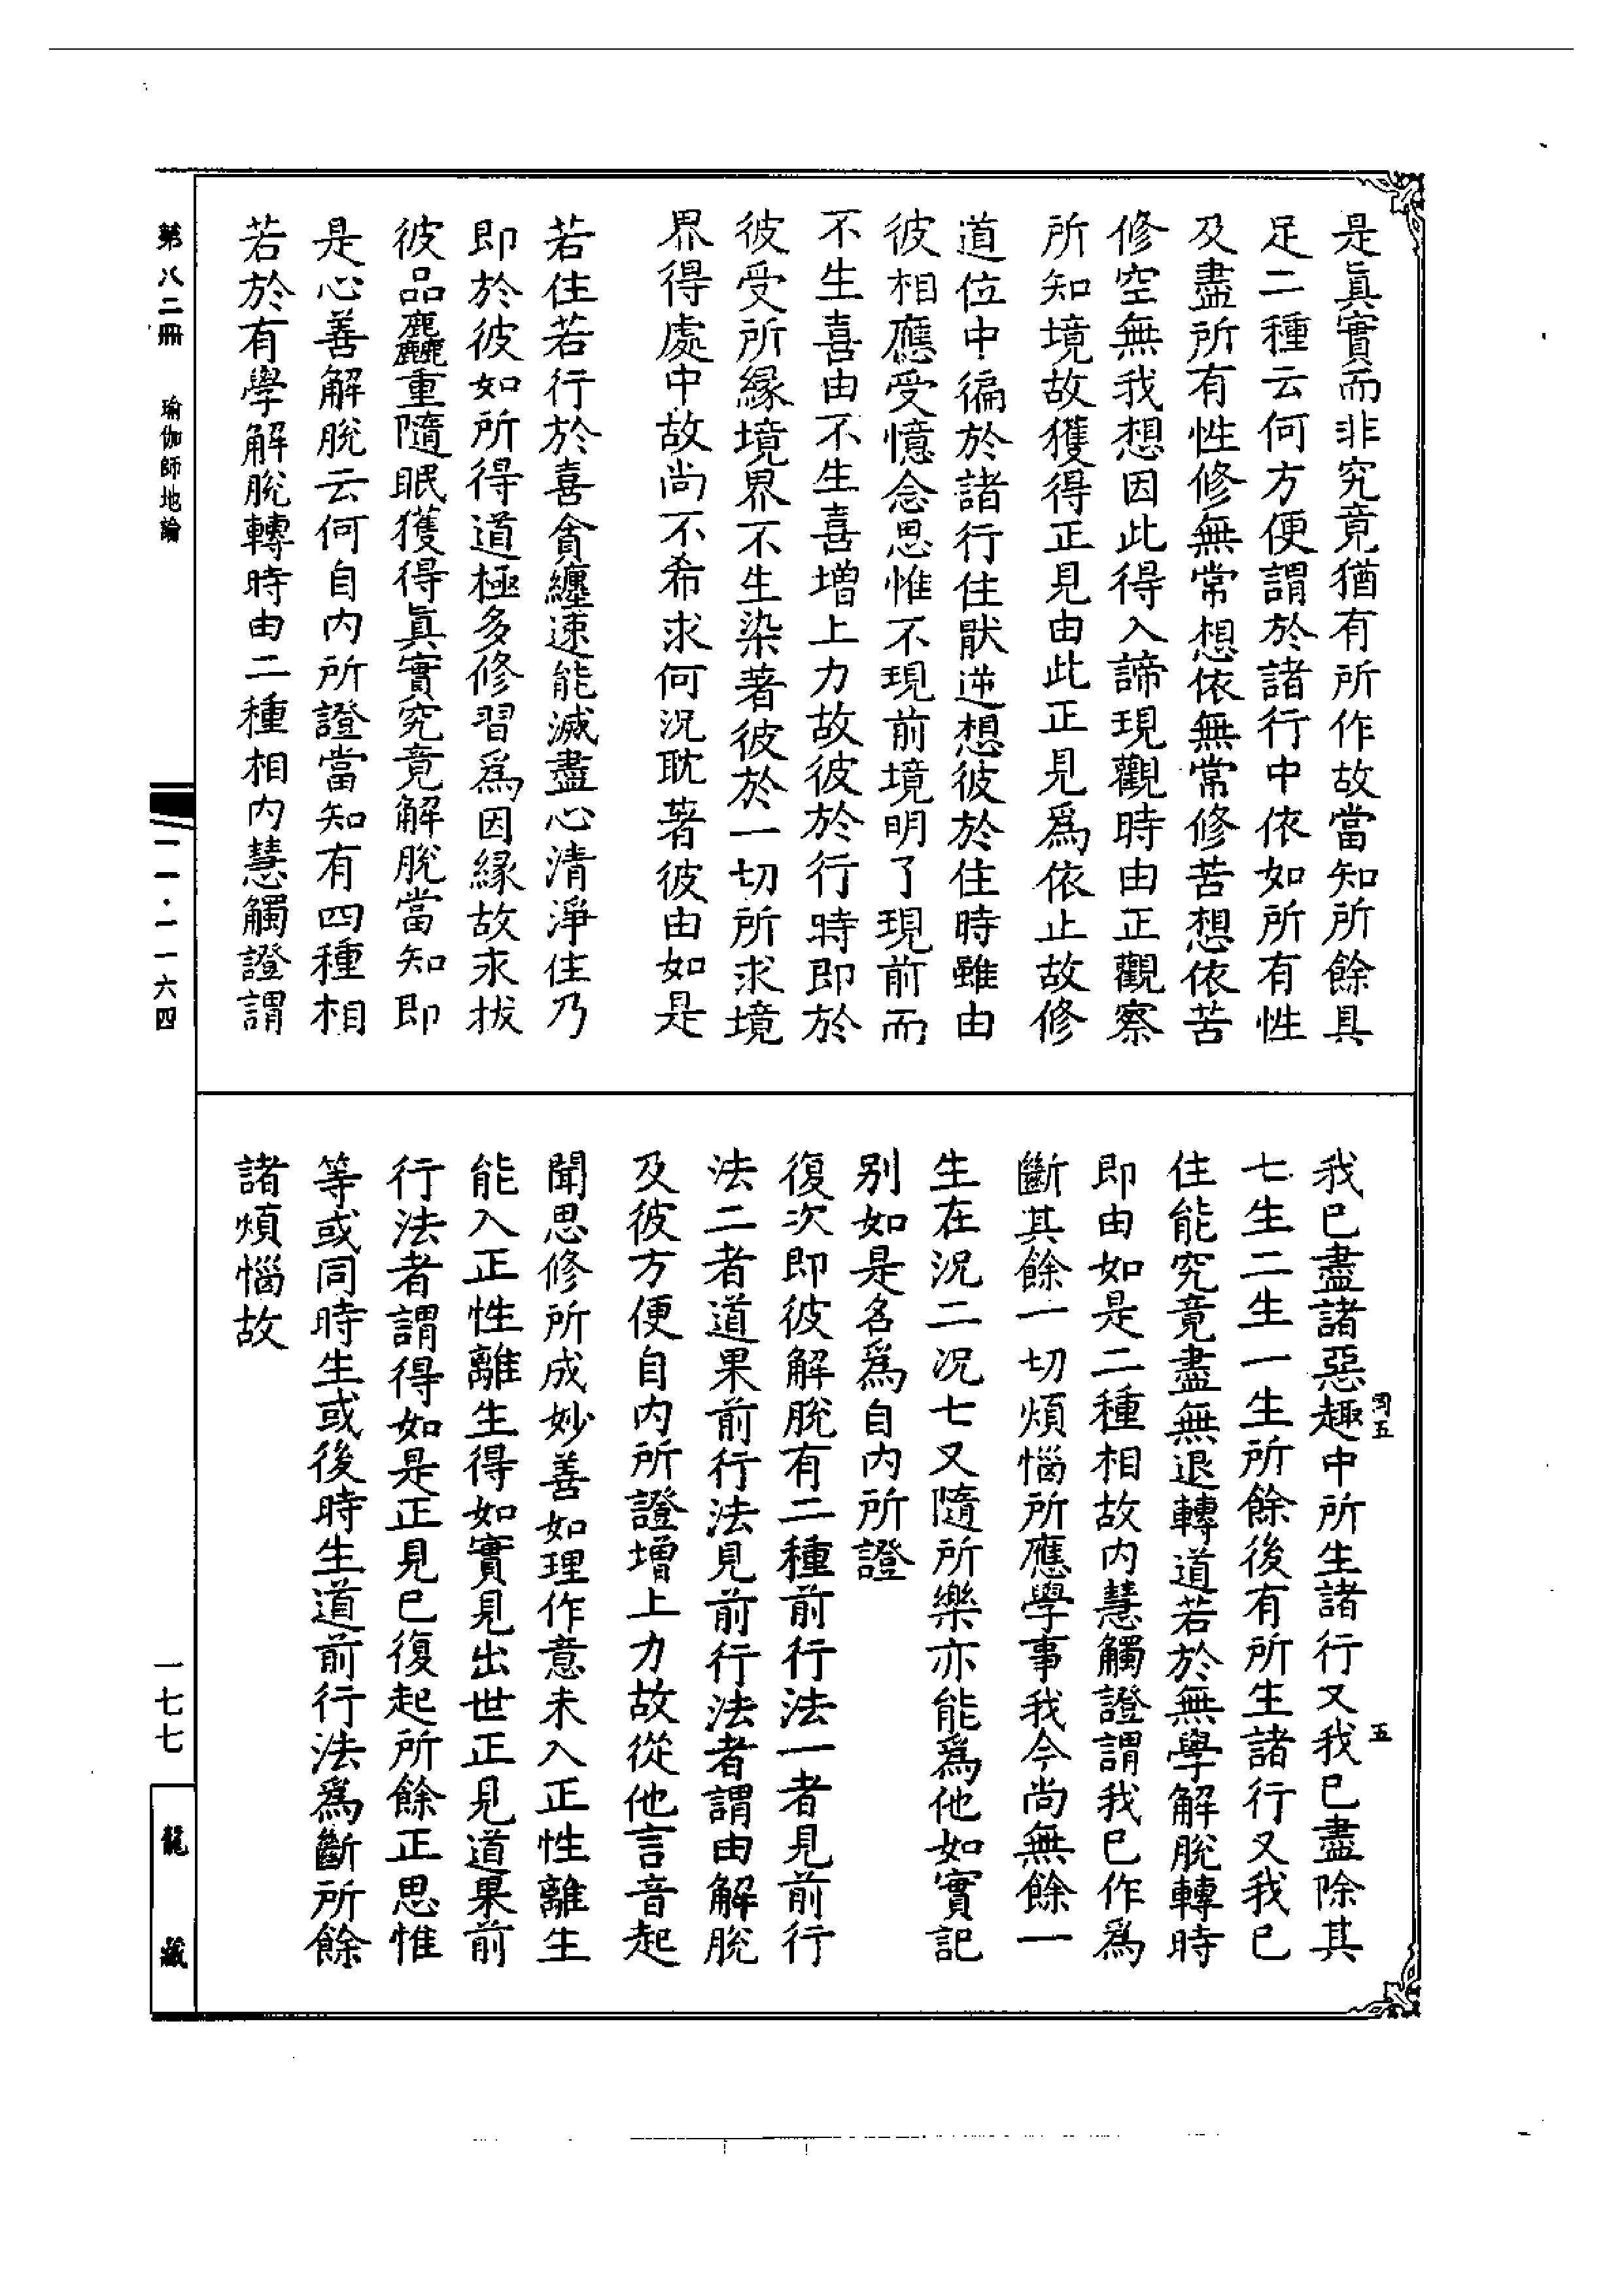 是眞實而非究竟猶有所作故當知所餘具
足二種云何方便謂於諸行中依如所有性
及盡所有性修無常想依無常修苦想依苦
修空無我想因此得入諦現觀時由正觀察
所知境故獲得正見由此正見爲依止故修
道位中徧於諸行住猒逆想彼於住時雖由
彼相應受憶念思惟不現前境明了現前而
不生喜由不生喜增上力故彼於行時即於
彼受所緣境界不生染著彼於一切所求境
界得處中故尚不希求何況耽著彼由如是
若住若行於喜貪纏速能滅盡心清淨住乃
即於彼如所得道極多修習爲因緣故永拔
彼品麤重隨眠獲得眞實究竟解脫當知即
是心善解脫云何自內所證當知有四種相
若於有學解脫轉時由二種相內慧觸證謂
我已盡諸惡趣中所生諸行又我已盡除其
七生二生一生所餘後有所生諸行又我已
住能究竟盡無退轉道若於無學解脫轉時
即由如是二種相故內慧觸證謂我已作爲
斷其餘一切煩惱所應學事我今尚無餘一
生在況二況七又隨所樂亦能爲他如實記
别如是名爲自內所證
復次即彼解脫有二種前行法一者見前行
法二者道果前行法見前行法者謂由解脫
及彼方便自內所證增上力故從他言音起
聞思修所成妙善如理作意未入正性離生
能入正性離生得如實見出世正見道果前
行法者謂得如是正見已復起所餘正思惟
等或同時生或後時生道前行法爲斷所餘
諸煩惱故
五
第八二冊
瑜伽師地論
一一·一一六四
一七七
龍藏